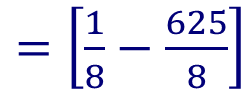 = [1/8 − 625/8]